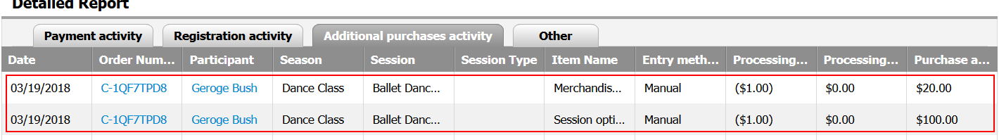 Detailed Report
Payment activity Registration activity Additional purchases activity Other
Date Order Num... Participant Season Session Session Type Item Name Entry meth... Processing... Processing... Purchase a...
03/19/2018 C-1QF7TPD8 Geroge Bush Dance Class Ballet Danc... Merchandis... Manual ($1.00) $0.00 $20.00
03/19/2018 C-1QF7TPD8 Geroge Bush Dance Class Ballet Danc... Session opti... Manual ($1.00) $0.00 $100.00